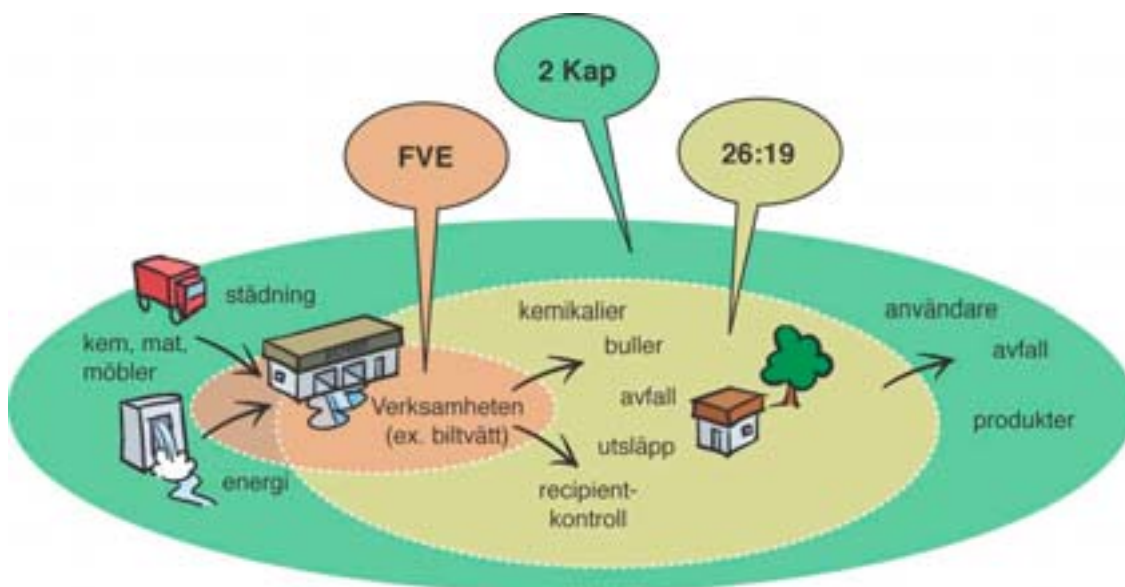 2 Kap
FVE
26:19
städning
kem, mat,
möbler
energi
Verksamheten
(ex. biltvätt)
kemikalier
buller
avfall
utsläpp
recipient-
kontroll
användare
avfall
produkter